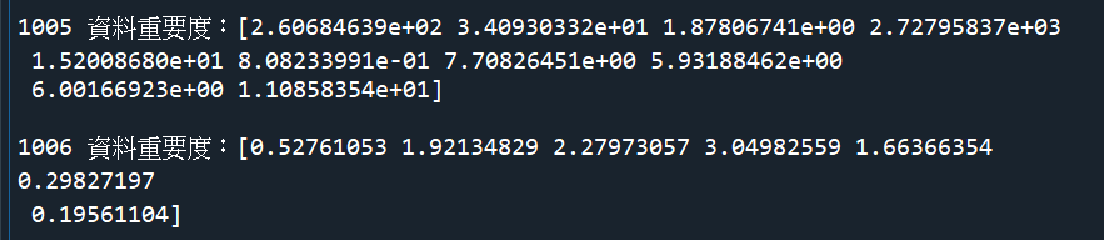 1005 資料重要度：[2.60684639e+02 3.40930332e+01 1.87806741e+00 2.72795837e+03
1.52008680e+01 8.08233991e-01 7.70826451e+00 5.93188462e+00
6.00166923e+00 1.10858354e+01]
1006 資料重要度：[0.52761053 1.92134829 2.27973057 3.04982559 1.66366354
0.29827197
0.19561104]